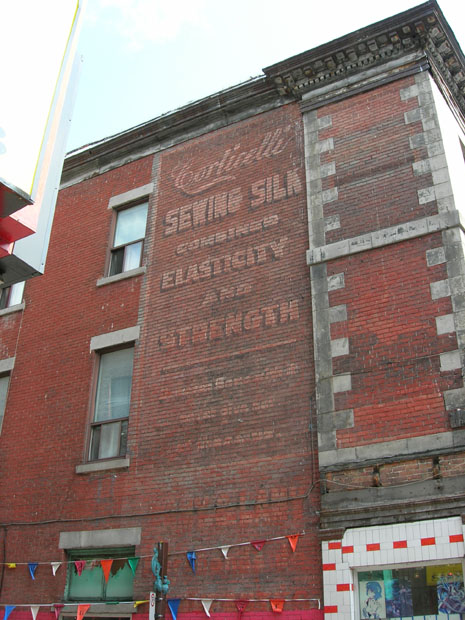 Corticelli
SEWING SILK
COMBINES
ELASTICITY
AND
STRENGTH